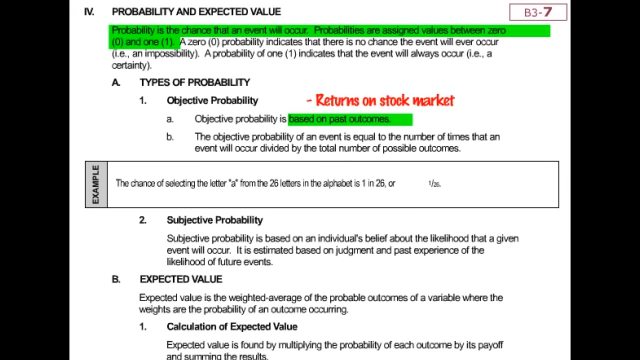 IV. PROBABILITY AND EXPECTED VALUE
B3-7
Probability is the chance that an event will occur. Probabilities are assigned values between zero
(0) and one (1). A zero (0) probability indicates that there is no chance the event will ever occur
(i.e., an impossibility). A probability of one (1) indicates that the event will always occur (i.e., a
certainty).
A. TYPES OF PROBABILITY
1. Objective Probability - Returns on stock market
a. Objective probability is based on past outcomes.
b. The objective probability of an event is equal to the number of times that an
event will occur divided by the total number of possible outcomes.
EXAMPLE
The chance of selecting the letter "a" from the 26 letters in the alphabet is 1 in 26, or 1/26.
2. Subjective Probability
Subjective probability is based on an individual's belief about the likelihood that a given
event will occur. It is estimated based on judgment and past experience of the
likelihood of future events.
B. EXPECTED VALUE
Expected value is the weighted-average of the probable outcomes of a variable where the
weights are the probability of an outcome occurring.
1. Calculation of Expected Value
Expected value is found by multiplying the probability of each outcome by its payoff
and summing the results.